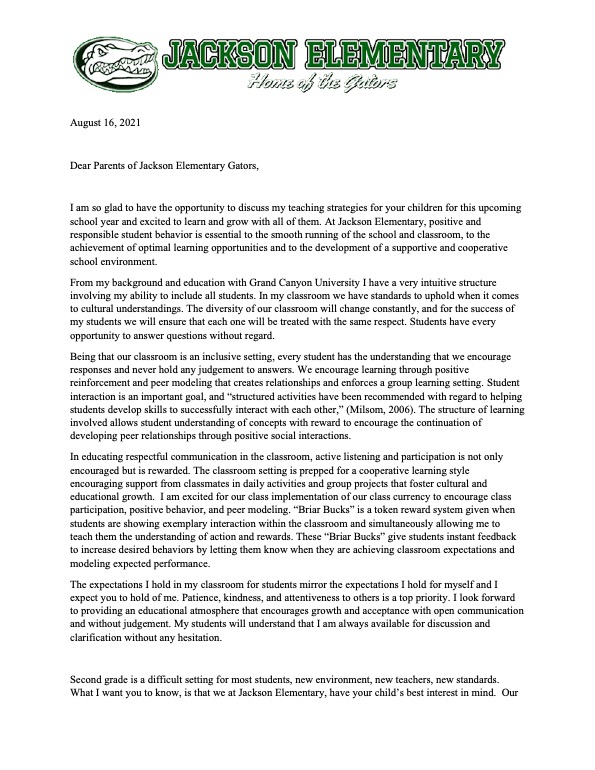 JACKSON ELEMENTARY
Home of the Gators
August 16, 2021
Dear Parents of Jackson Elementary Gators,
I am so glad to have the opportunity to discuss my teaching strategies for your children for this upcoming
school year and excited to learn and grow with all of them. At Jackson Elementary, positive and
responsible student behavior is essential to the smooth running of the school and classroom, to the
achievement of optimal learning opportunities and to the development of a supportive and cooperative
school environment.
From my background and education with Grand Canyon University I have a very intuitive structure
involving my ability to include all students. In my classroom we have standards to uphold when it comes
to cultural understandings. The diversity of our classroom will change constantly, and for the success of
my students we will ensure that each one will be treated with the same respect. Students have every
opportunity to answer questions without regard.
Being that our classroom is an inclusive setting, every student has the understanding that we encourage
responses and never hold any judgement to answers. We encourage learning through positive
reinforcement and peer modeling that creates relationships and enforces a group learning setting. Student
interaction is an important goal, and “structured activities have been recommended with regard to helping
students develop skills to successfully interact with each other,” (Milsom, 2006). The structure of learning
involved allows student understanding of concepts with reward to encourage the continuation of
developing peer relationships through positive social interactions.
In educating respectful communication in the classroom, active listening and participation is not only
encouraged but is rewarded. The classroom setting is prepped for a cooperative learning style
encouraging support from classmates in daily activities and group projects that foster cultural and
educational growth.  I am excited for our class implementation of our class currency to encourage class
participation, positive behavior, and peer modeling. “Briar Bucks” is a token reward system given when
students are showing exemplary interaction within the classroom and simultaneously allowing me to
teach them the understanding of action and rewards. These “Briar Bucks” give students instant feedback
to increase desired behaviors by letting them know when they are achieving classroom expectations and
modeling expected performance.
The expectations I hold in my classroom for students mirror the expectations I hold for myself and I
expect you to hold of me. Patience, kindness, and attentiveness to others is a top priority. I look forward
to providing an educational atmosphere that encourages growth and acceptance with open communication
and without judgement. My students will understand that I am always available for discussion and
clarification without any hesitation.
Second grade is a difficult setting for most students, new environment, new teachers, new standards.
What I want you to know, is that we at Jackson Elementary, have your child’s best interest in mind.  Our